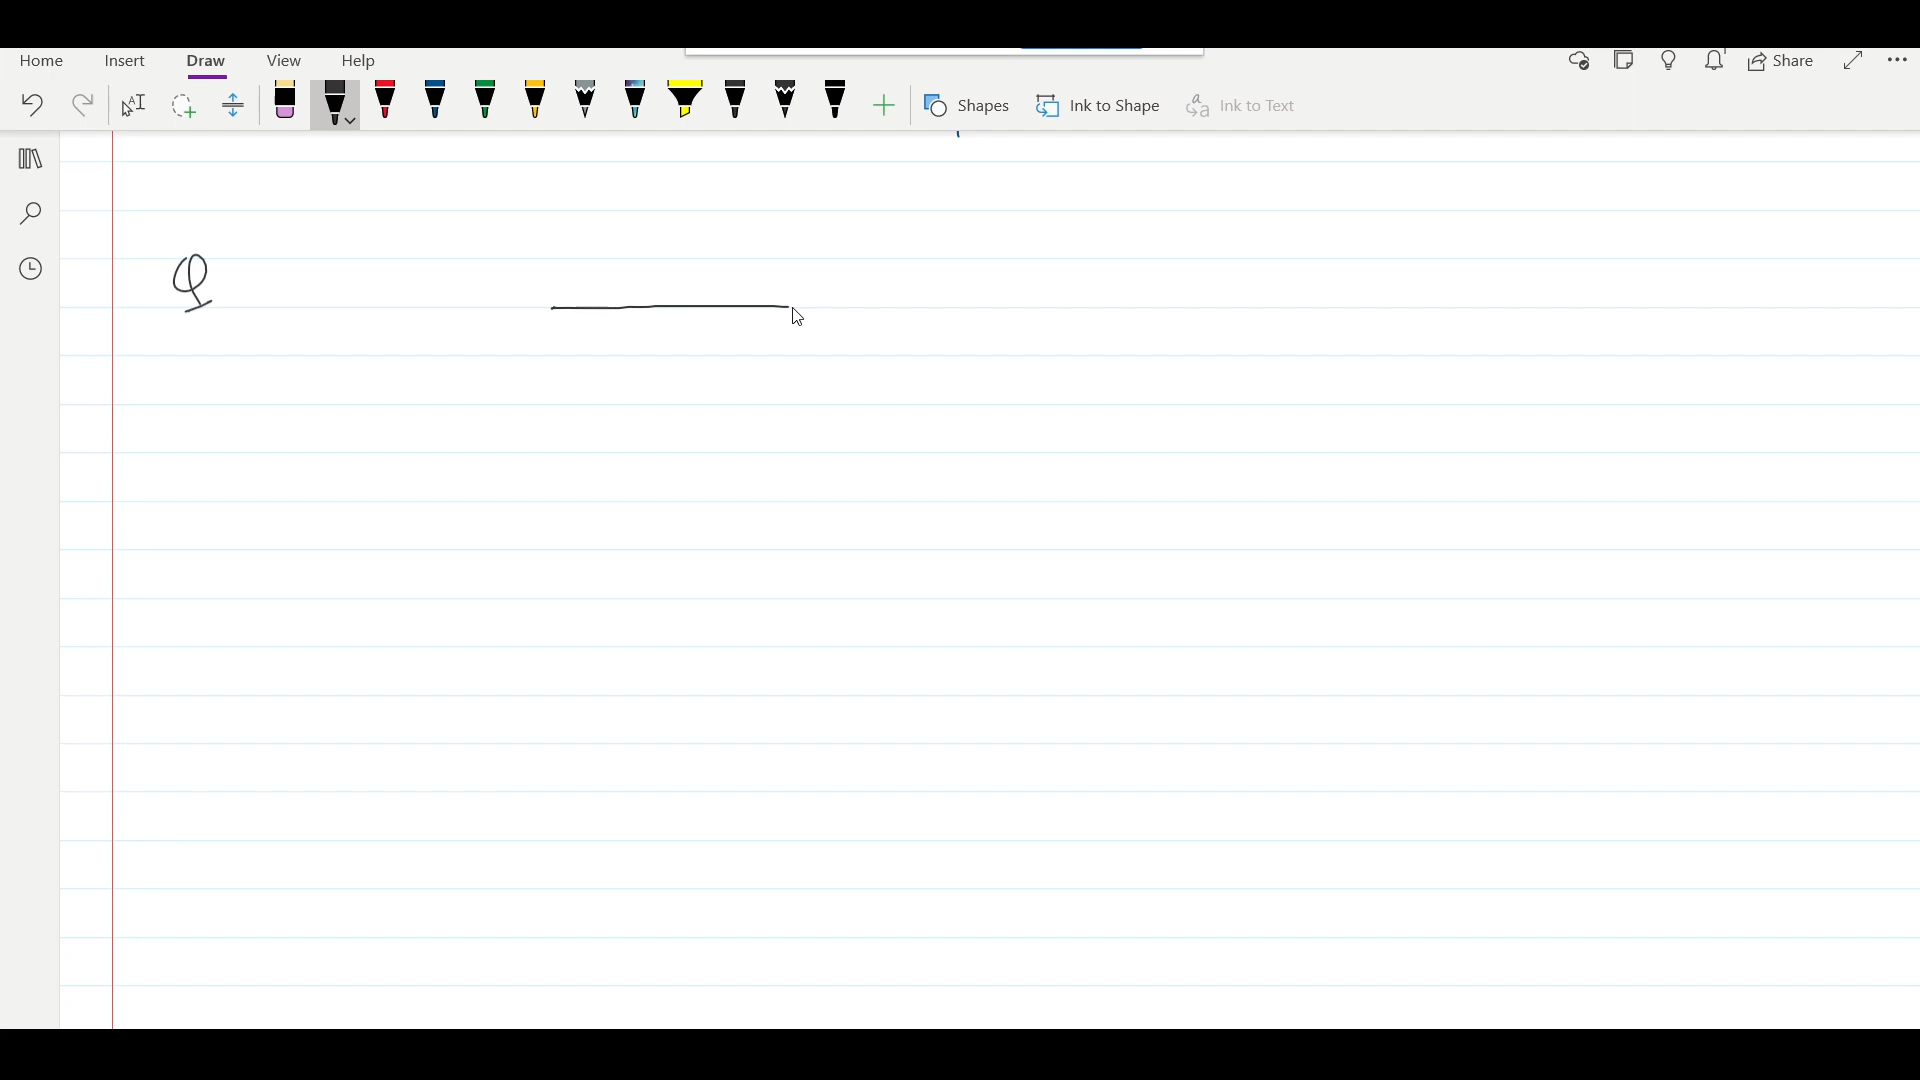 Home Insert Draw View Help Share
Shapes Ink to Shape Ink to Text
Q